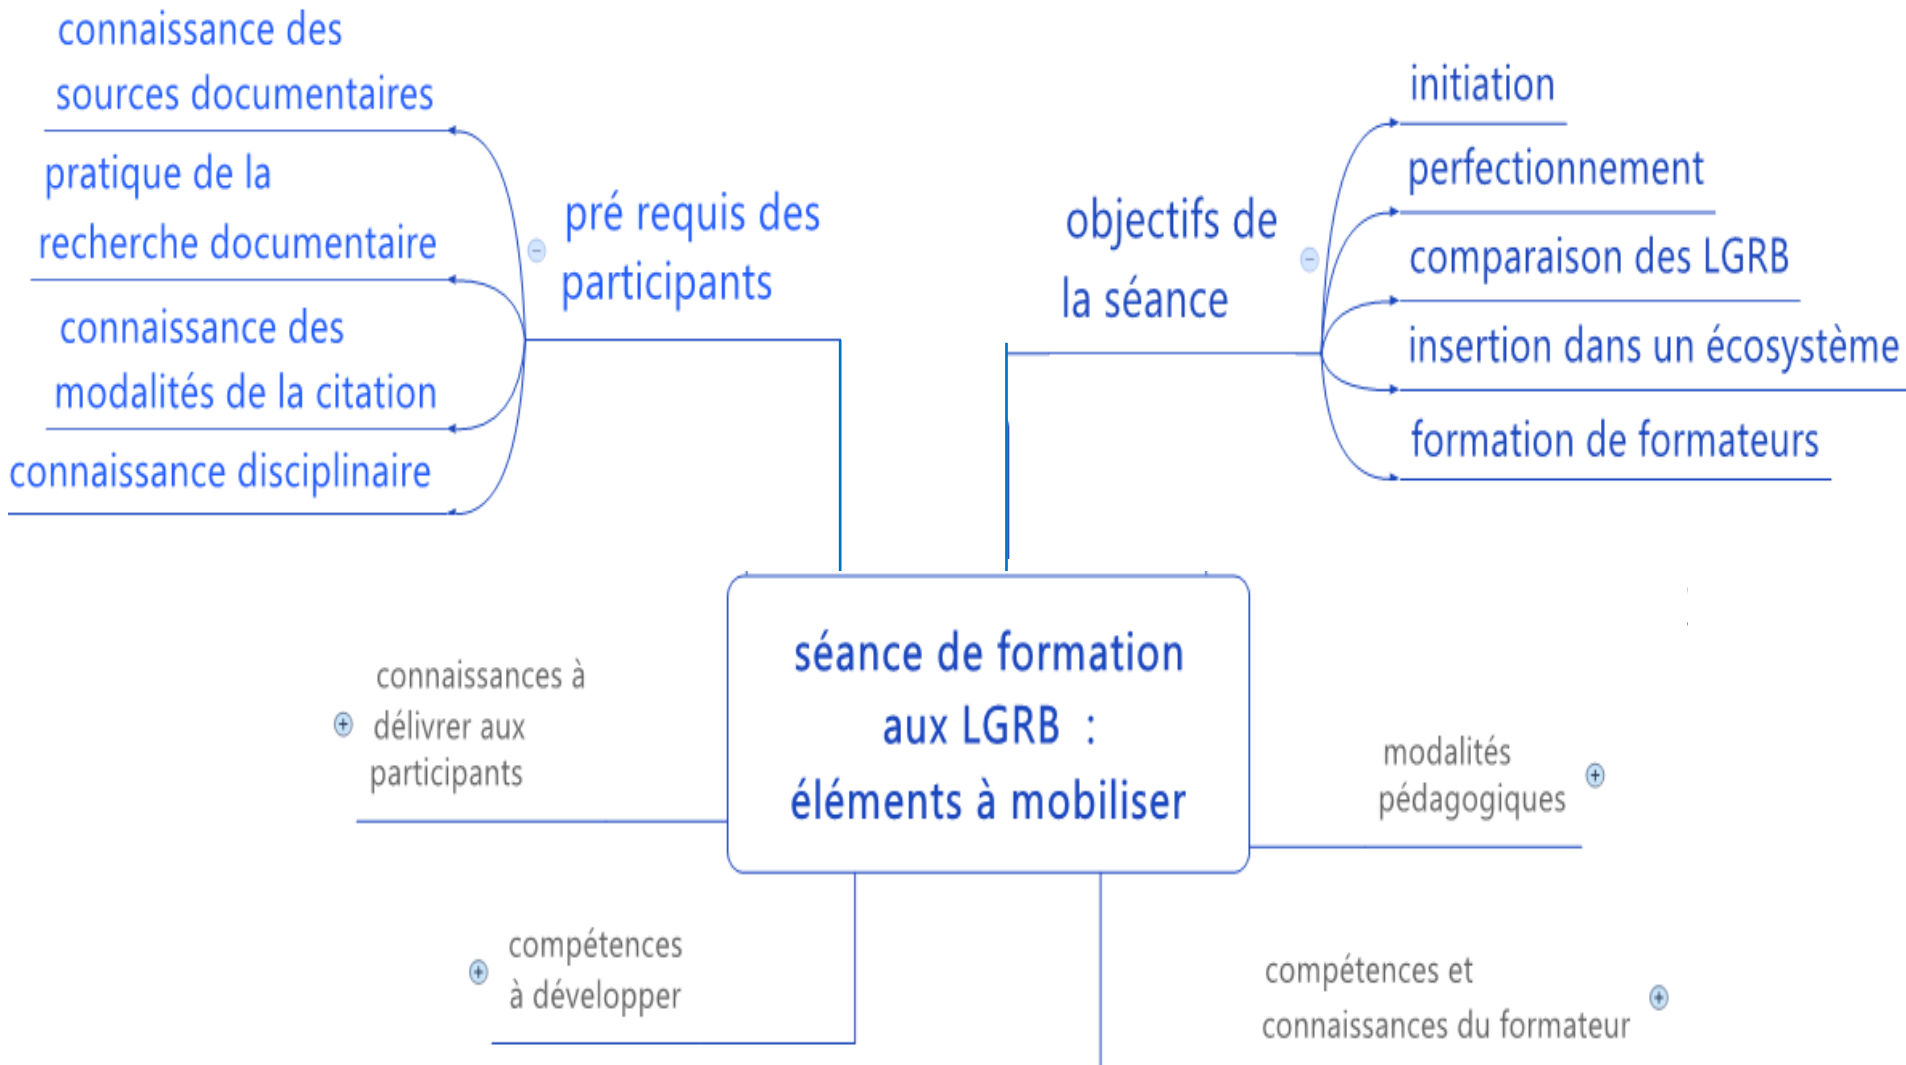 connaissance des
sources documentaires
pratique de la
recherche documentaire
connaissance des
modalités de la citation
connaissance disciplinaire
pré requis des
participants
objectifs de
la séance
initiation
perfectionnement
comparaison des LGRB
insertion dans un écosystème
formation de formateurs
séance de formation
aux LGRB :
éléments à mobiliser
connaissances à
délivrer aux
participants
modalités
pédagogiques
compétences
à développer
compétences et
connaissances du formateur